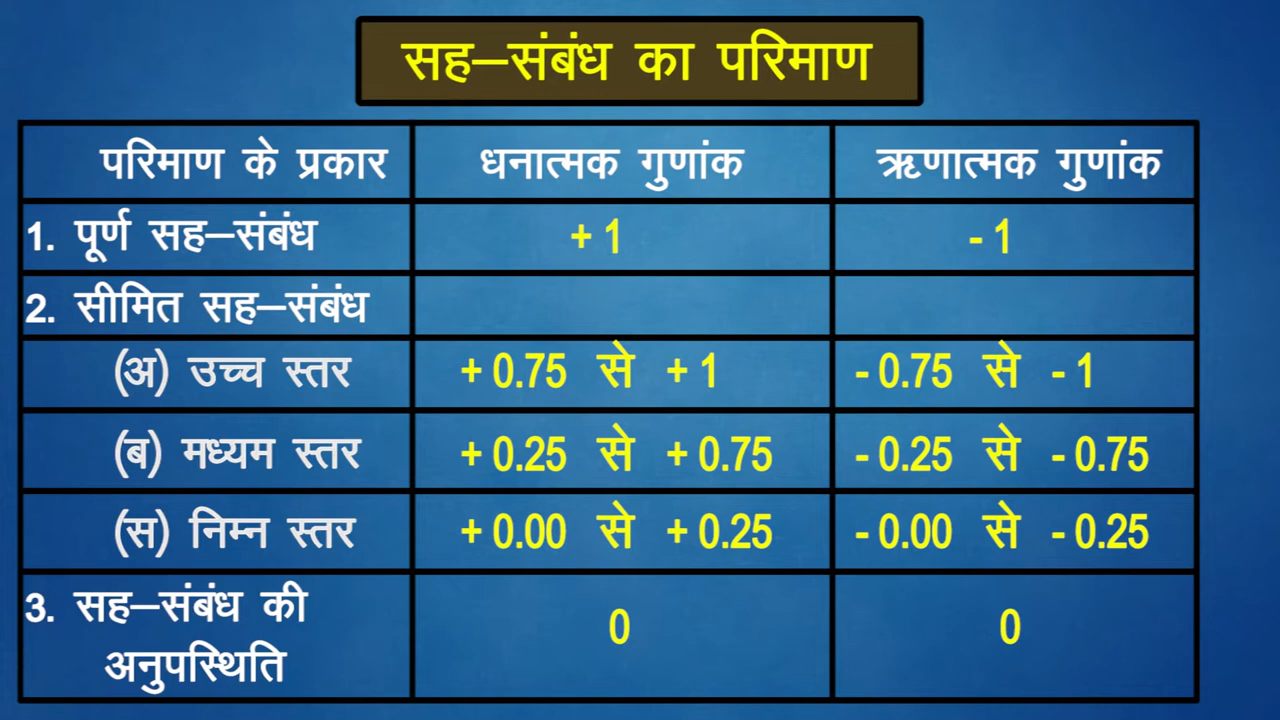 सह–संबंध का परिमाण
परिमाण के प्रकार धनात्मक गुणांक ऋणात्मक गुणांक
1. पूर्ण सह–संबंध + 1 - 1
2. सीमित सह–संबंध
(अ) उच्च स्तर + 0.75 से + 1 - 0.75 से - 1
(ब) मध्यम स्तर + 0.25 से + 0.75 - 0.25 से - 0.75
(स) निम्न स्तर + 0.00 से + 0.25 - 0.00 से - 0.25
3. सह–संबंध की
अनुपस्थिति 0 0